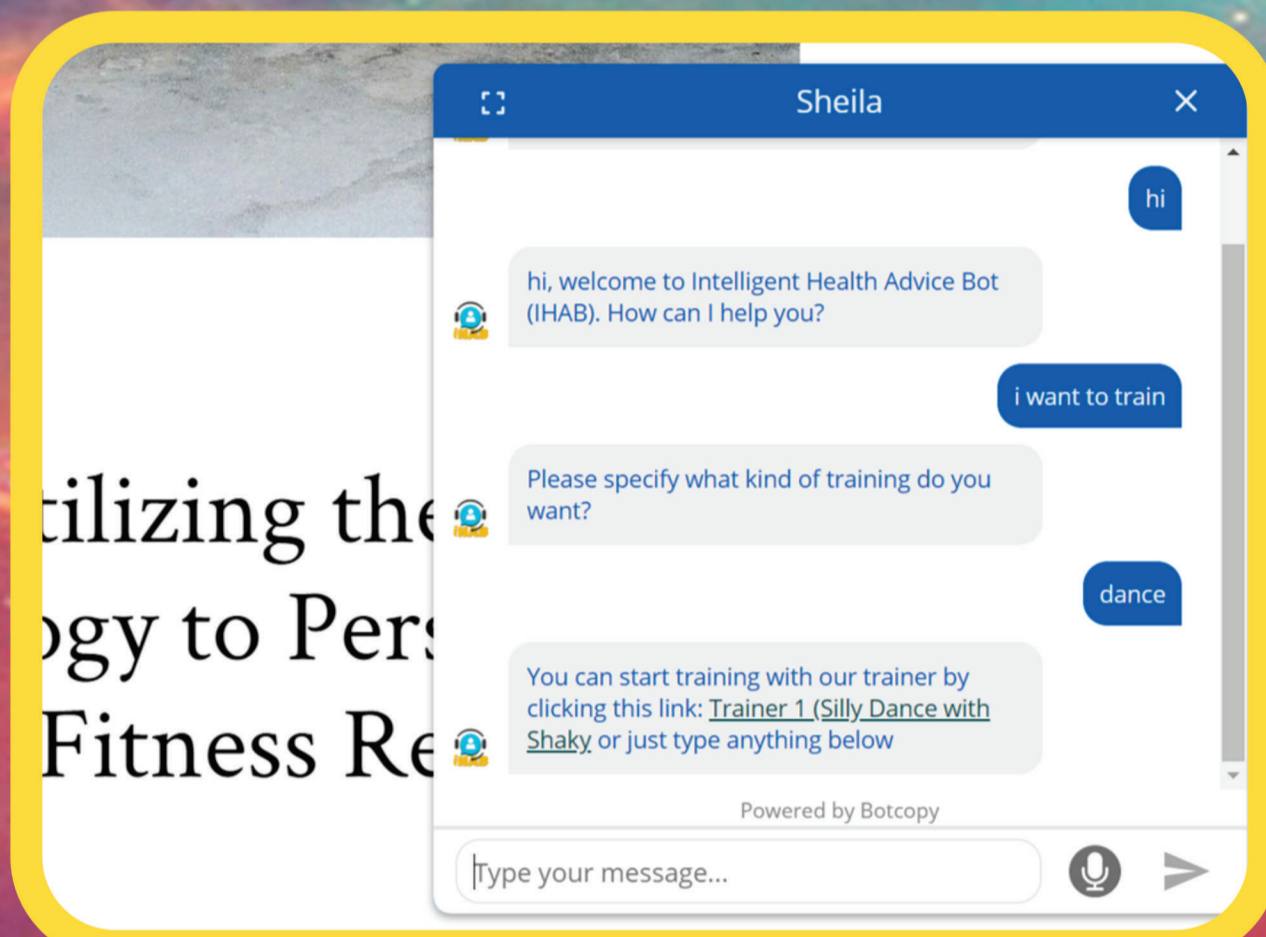 Sheila
hi
hi, welcome to Intelligent Health Advice Bot
(IHAB). How can I help you?
i want to train
Please specify what kind of training do you
want?
dance
You can start training with our trainer by
clicking this link: Trainer 1 (Silly Dance with
Shaky or just type anything below
Powered by Botcopy
Type your message...
tilizing the
ogy to Pers
Fitness Re